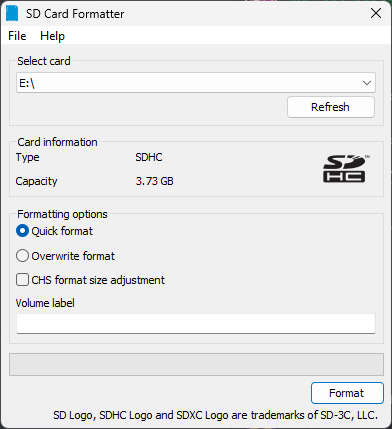 SD Card Formatter
File Help
Select card
E:\
Refresh
Card information
Type SDHC
Capacity 3.73 GB
SD
HC
TM
Formatting options
Quick format
Overwrite format
CHS format size adjustment
Volume label
Format
SD Logo, SDHC Logo and SDXC Logo are trademarks of SD-3C, LLC.